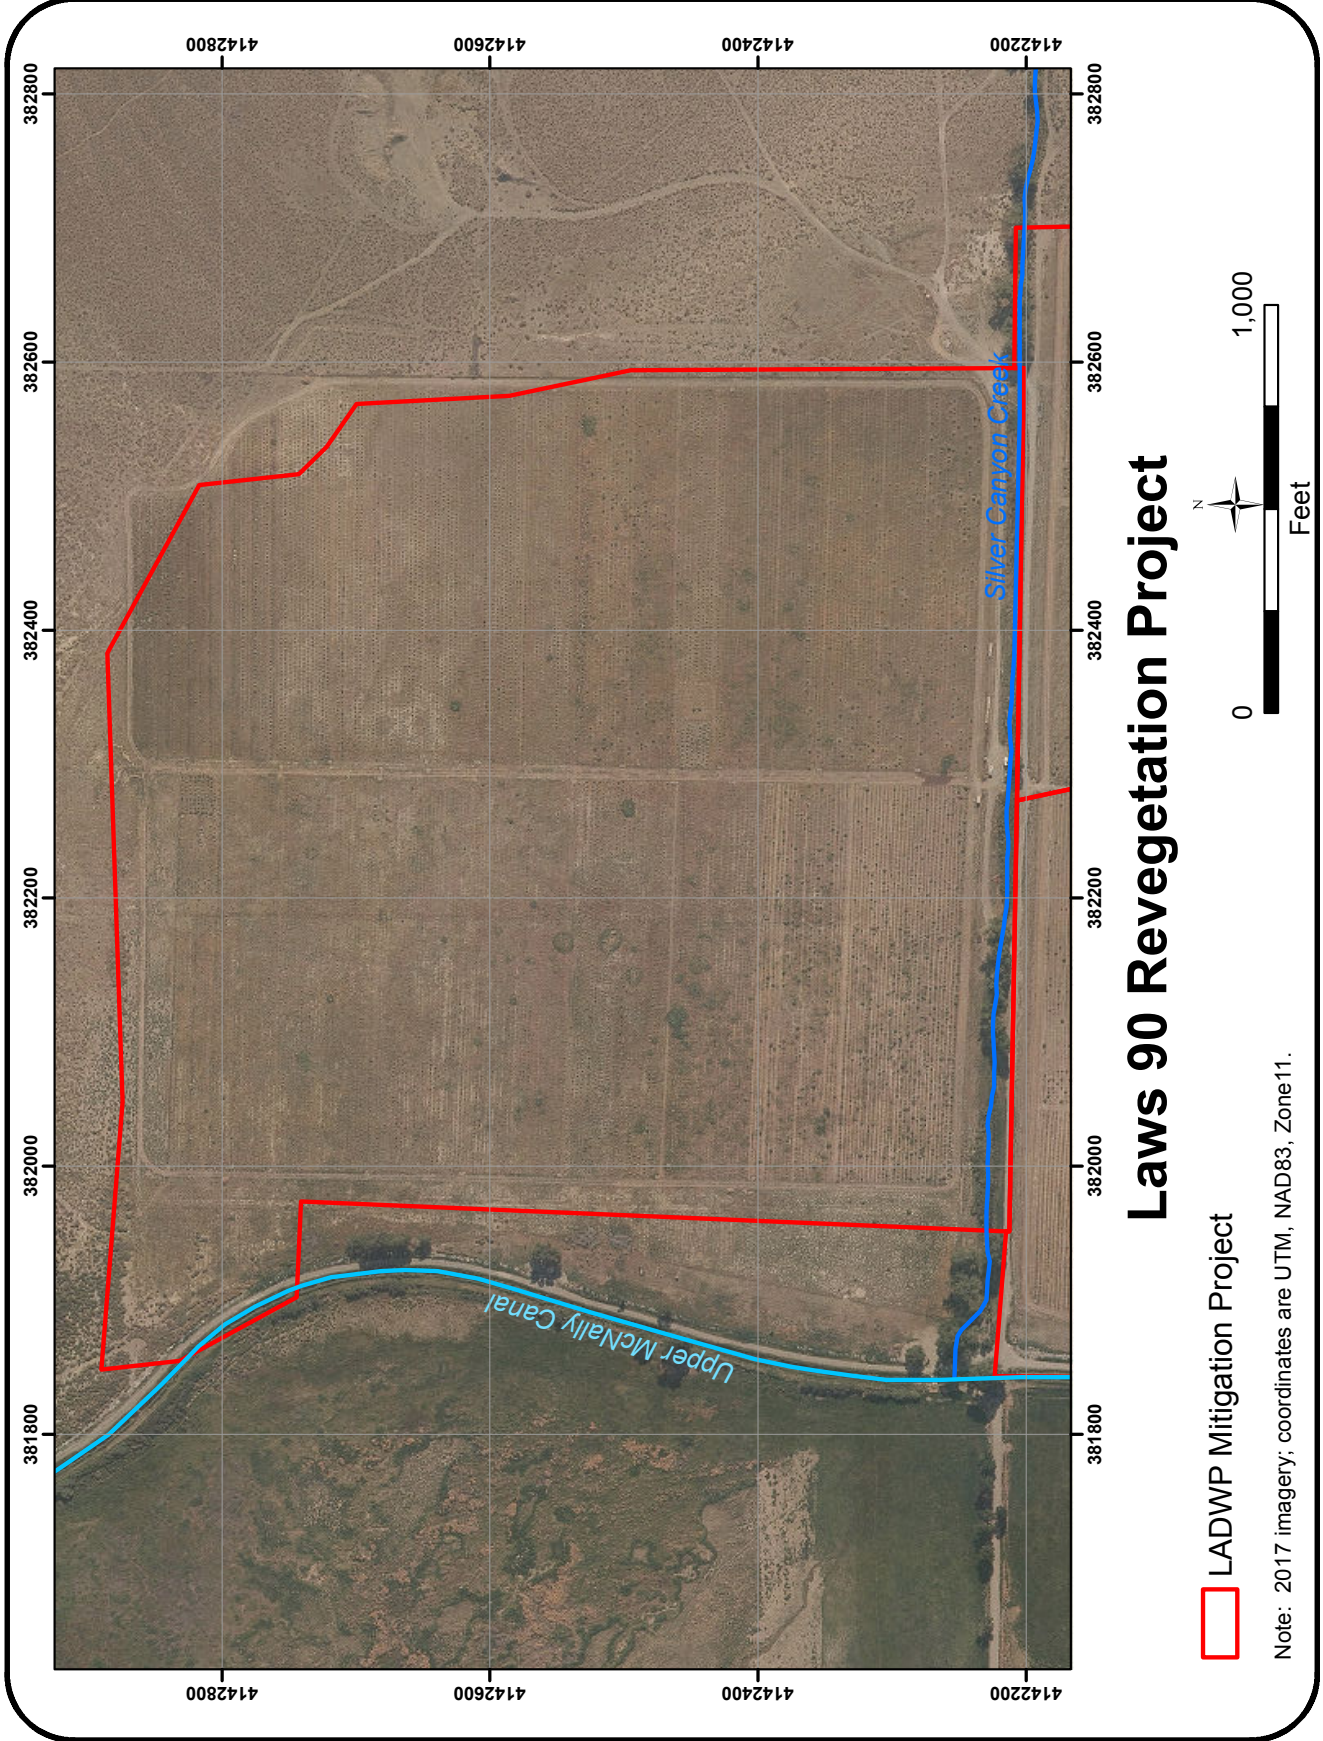 381800 382000 382200 382400 382600 382800
4142800 4142800
4142600 4142600
Upper McNally Canal
4142400 4142400
Silver Canyon Creek
4142200 4142200
381800 382000 382200 382400 382600 382800
Laws 90 Revegetation Project
N
LADWP Mitigation Project
0 1,000
Feet
Note: 2017 imagery; coordinates are UTM, NAD83, Zone11.